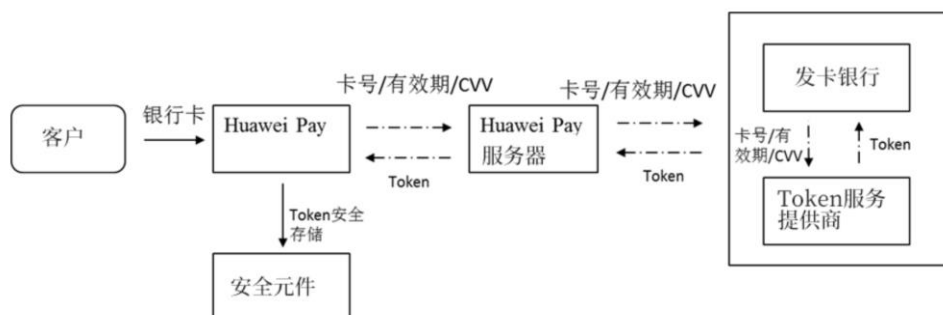 客户
银行卡
Huawei Pay
卡号/有效期/CVV
Token
Huawei Pay
服务器
卡号/有效期/CVV
Token
发卡银行
卡号/有
效期/CVV
Token
Token服务
提供商
Token安全
存储
安全元件